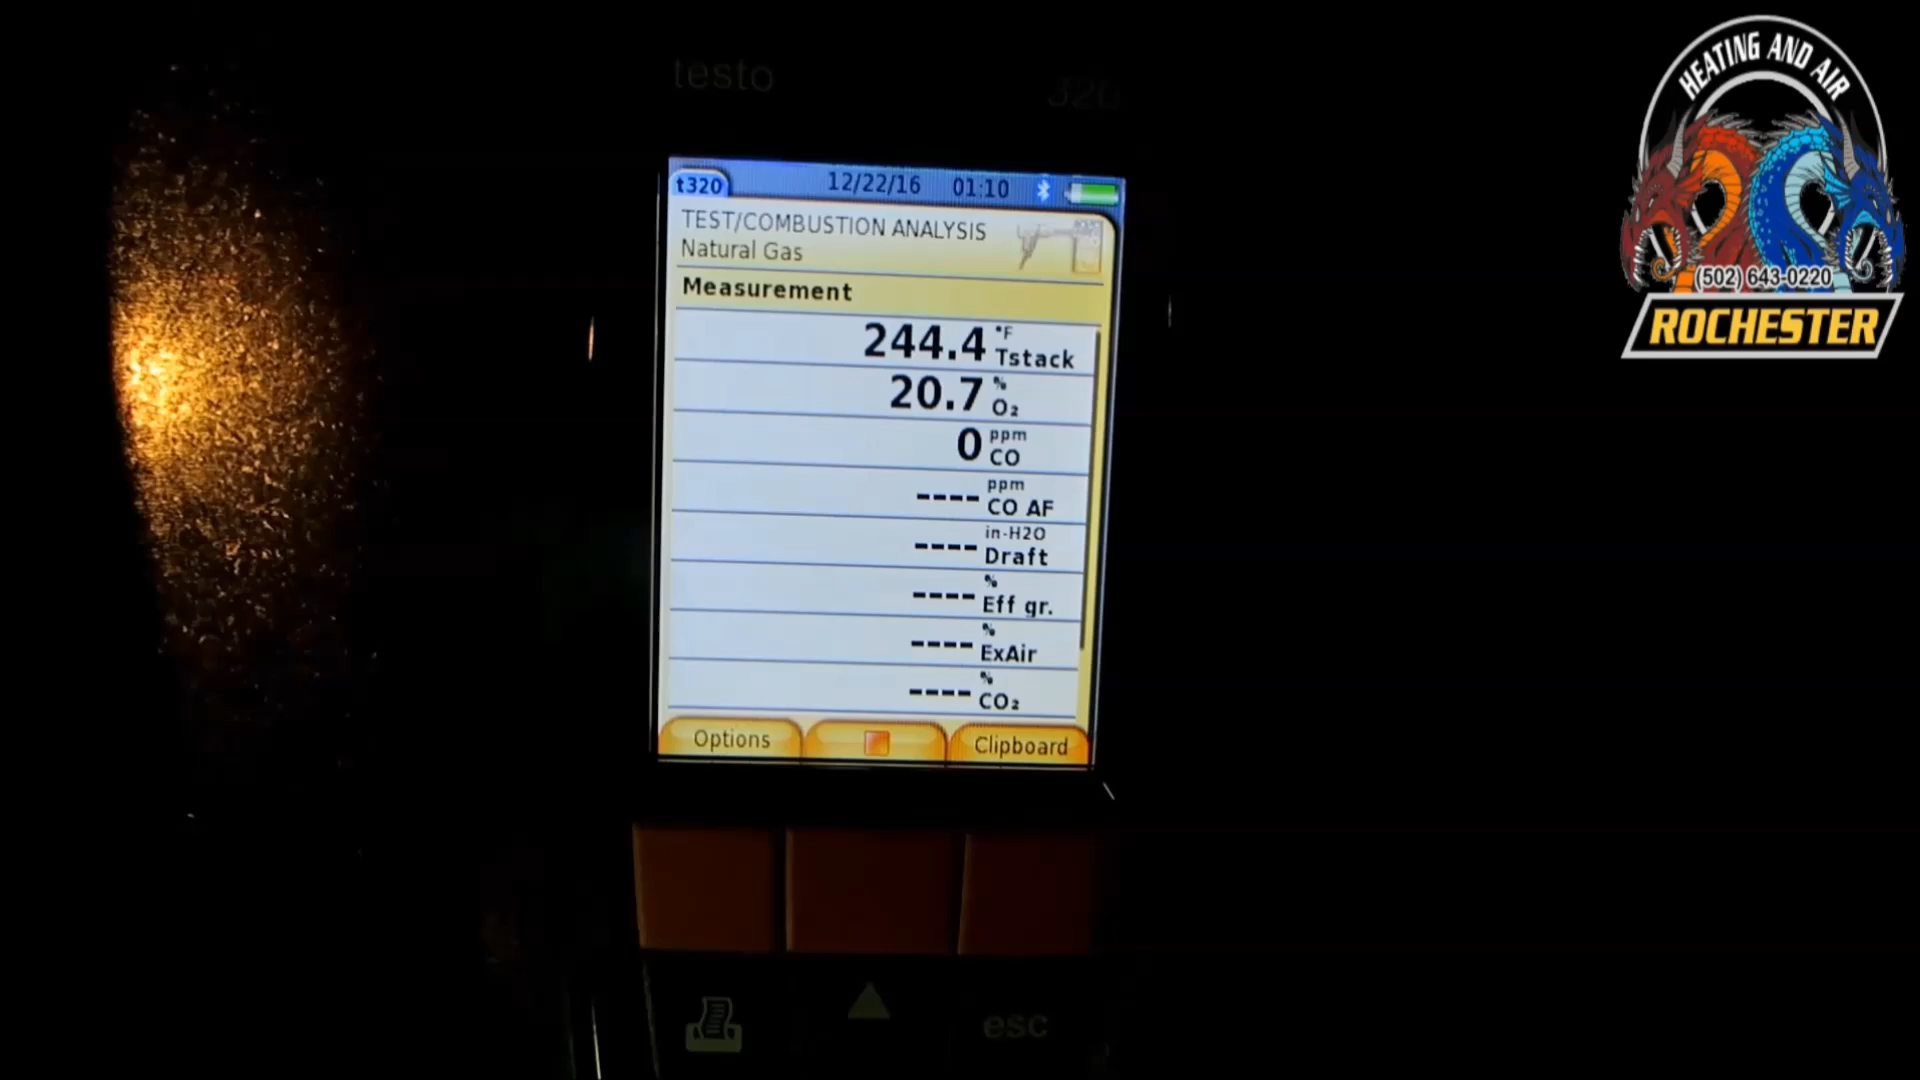 testo
320
t320 12/22/16 01:10
TEST/COMBUSTION ANALYSIS
Natural Gas
Measurement
244.4 °F Tstack
20.7 % O₂
0 ppm CO
---- ppm CO AF
---- in-H2O Draft
---- % Eff gr.
---- % ExAir
---- % CO₂
Options Clipboard
esc
HEATING AND AIR
(502) 643-0220
ROCHESTER